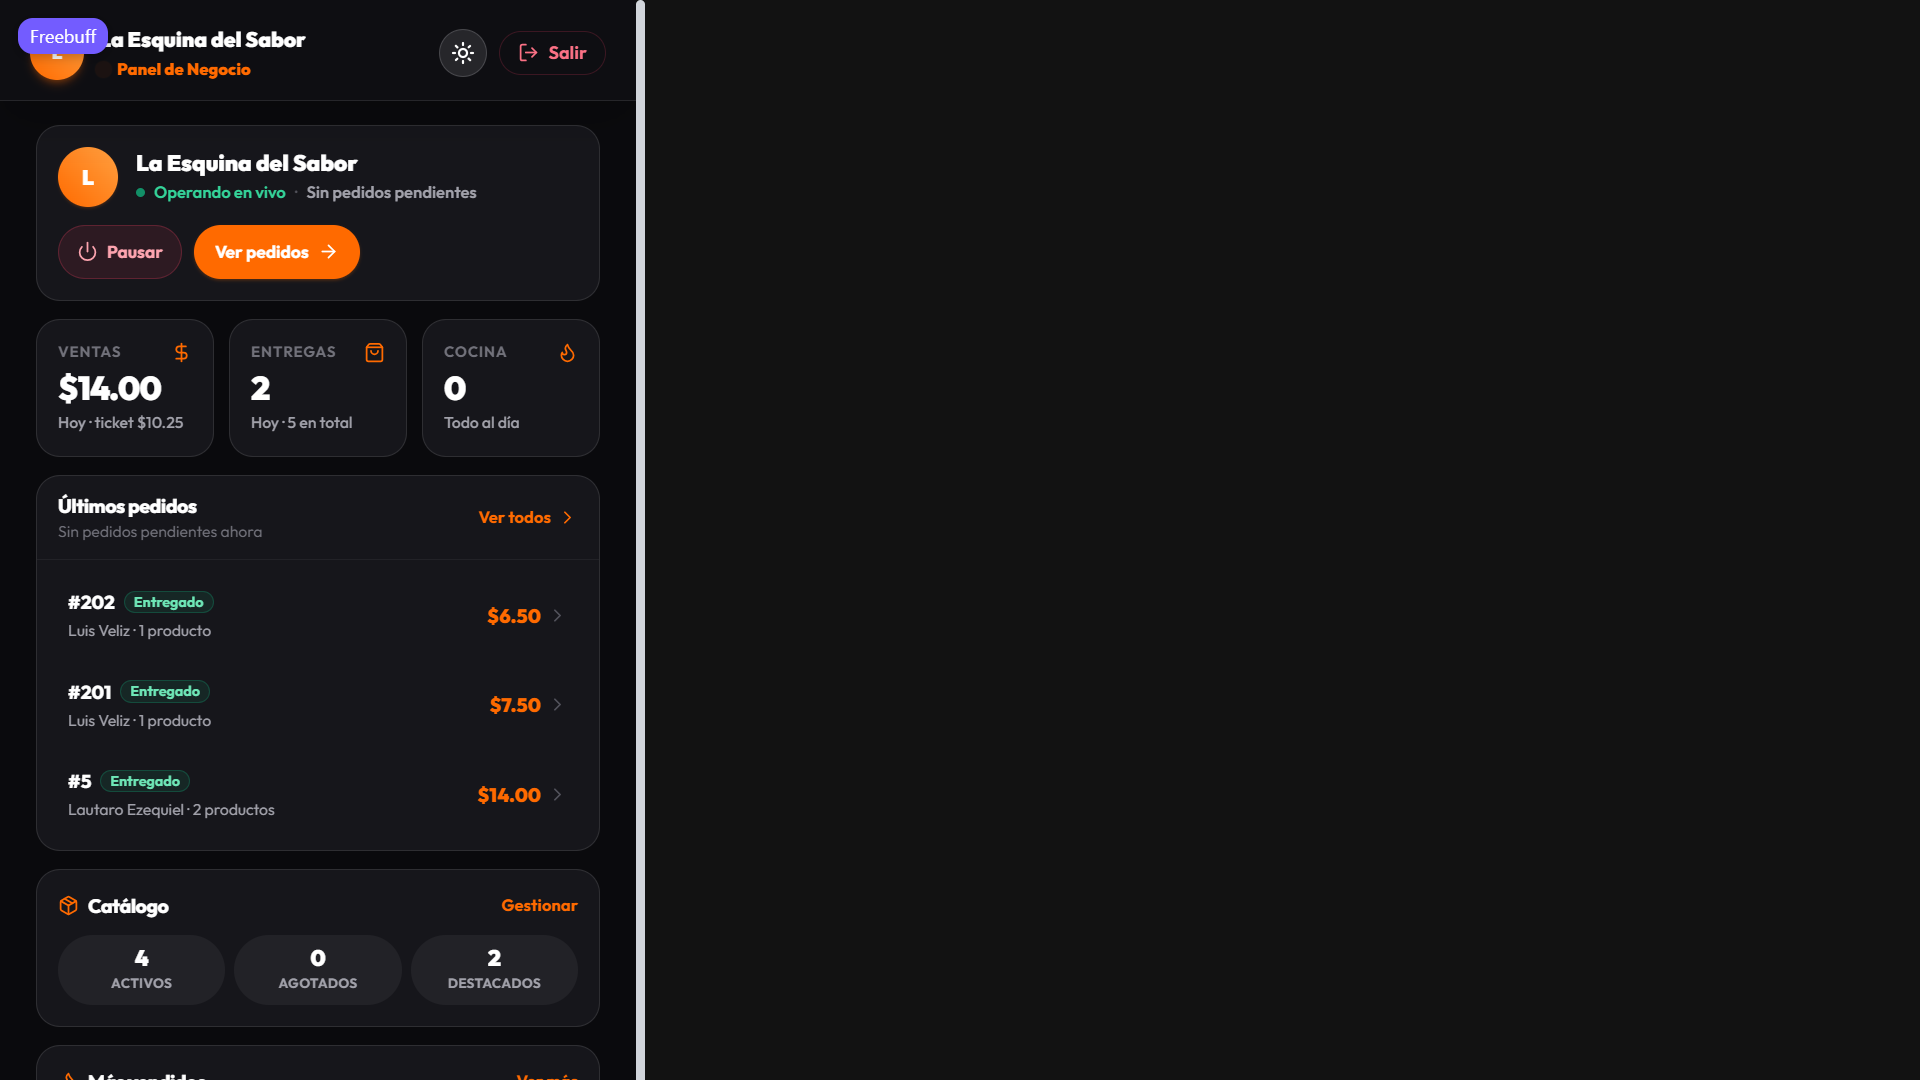 Freebuff
La Esquina del Sabor
Panel de Negocio
Salir
L
La Esquina del Sabor
Operando en vivo · Sin pedidos pendientes
Pausar
Ver pedidos
VENTAS
$14.00
Hoy · ticket $10.25
ENTREGAS
2
Hoy · 5 en total
COCINA
0
Todo al día
Últimos pedidos
Sin pedidos pendientes ahora
Ver todos
#202 Entregado
Luis Veliz · 1 producto
$6.50
#201 Entregado
Luis Veliz · 1 producto
$7.50
#5 Entregado
Lautaro Ezequiel · 2 productos
$14.00
Catálogo
Gestionar
4
ACTIVOS
0
AGOTADOS
2
DESTACADOS
Más vendidos
Ver más